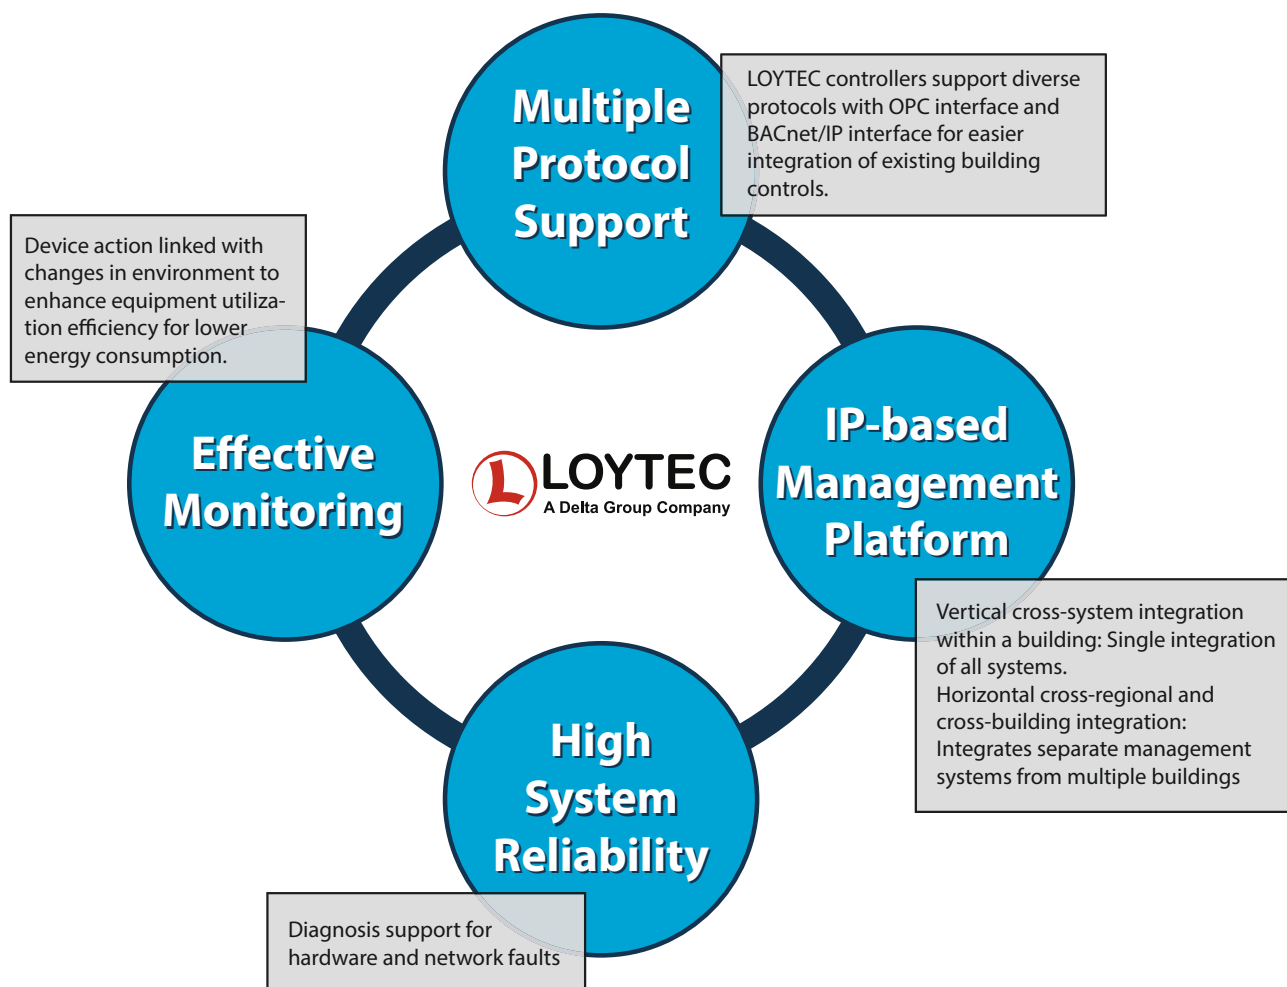 Multiple
Protocol
Support
LOYTEC controllers support diverse
protocols with OPC interface and
BACnet/IP interface for easier
integration of existing building
controls.
Device action linked with
changes in environment to
enhance equipment utiliza-
tion efficiency for lower
energy consumption.
Effective
Monitoring
LOYTEC
A Delta Group Company
IP-based
Management
Platform
Vertical cross-system integration
within a building: Single integration
of all systems.
Horizontal cross-regional and
cross-building integration:
Integrates separate management
systems from multiple buildings
High
System
Reliability
Diagnosis support for
hardware and network faults